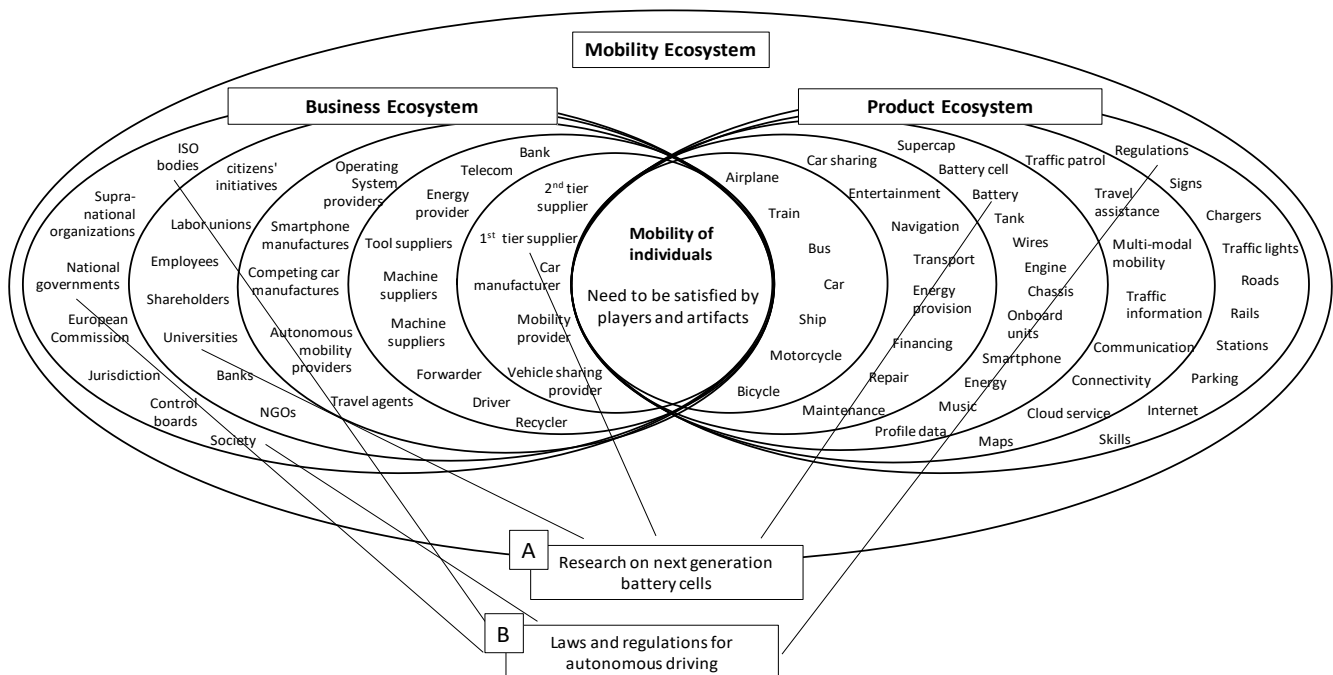 Mobility Ecosystem
Business Ecosystem
Product Ecosystem
ISO
bodies
Supra-
national
organizations
National
governments
European
Commission
Jurisdiction
Control
boards
Society
citizens'
initiatives
Labor unions
Employees
Shareholders
Universities
Banks
NGOs
Operating
System
providers
Smartphone
manufactures
Competing car
manufactures
Autonomous
mobility
providers
Travel agents
Bank
Telecom
Energy
provider
Tool suppliers
Machine
suppliers
Machine
suppliers
Forwarder
Driver
Recycler
2nd tier
supplier
1st tier supplier
Car
manufacturer
Mobility
provider
Vehicle sharing
provider
Mobility of
individuals
Need to be satisfied by
players and artifacts
Airplane
Train
Bus
Car
Ship
Motorcycle
Bicycle
Car sharing
Entertainment
Navigation
Transport
Energy
provision
Financing
Repair
Maintenance
Supercap
Battery cell
Battery
Tank
Wires
Engine
Chassis
Onboard
units
Smartphone
Energy
Music
Profile data
Traffic patrol
Travel
assistance
Multi-modal
mobility
Traffic
information
Communication
Connectivity
Cloud service
Maps
Regulations
Signs
Chargers
Traffic lights
Roads
Rails
Stations
Parking
Internet
Skills
A
Research on next generation
battery cells
B
Laws and regulations for
autonomous driving